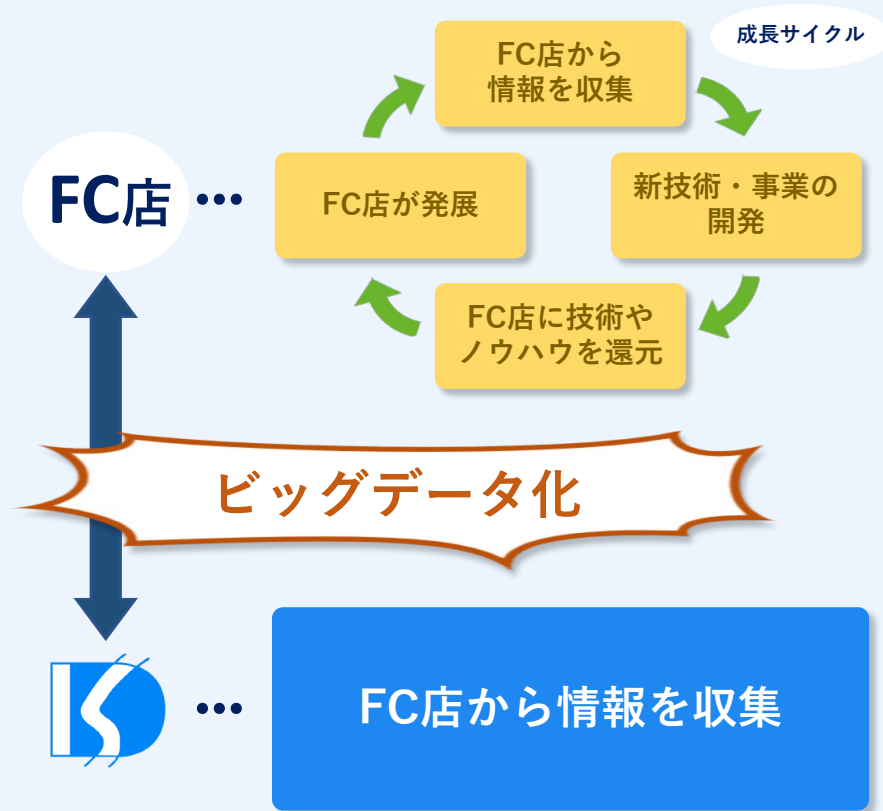 成長サイクル
FC店から
情報を収集
FC店 •••
FC店が発展
新技術・事業の
開発
FC店に技術や
ノウハウを還元
ビッグデータ化
•••
FC店から情報を収集